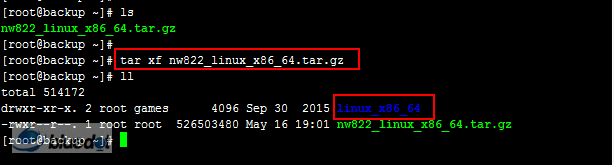 [root@backup ~]# ls
nw822_linux_x86_64.tar.gz
[root@backup ~]#
[root@backup ~]# tar xf nw822_linux_x86_64.tar.gz
[root@backup ~]# ll
total 514172
drwxr-xr-x. 2 root games      4096 Sep 30  2015 linux_x86_64
-rwxr--r--. 1 root root  526503480 May 16 19:01 nw822_linux_x86_64.tar.gz
[root@backup ~]#